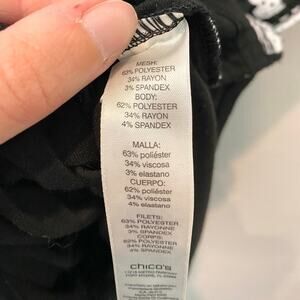 MESH:
63% POLYESTER
34% RAYON
3% SPANDEX
BODY:
62% POLYESTER
34% RAYON
4% SPANDEX
MALLA:
63% poliéster
34% viscosa
3% elastano
CUERPO:
62% poliéster
34% viscosa
4% elastano
FILETS:
63% POLYESTER
34% RAYONNE
3% SPANDEX
CORPS:
62% POLYESTER
34% RAYONNE
4% SPANDEX
chico's